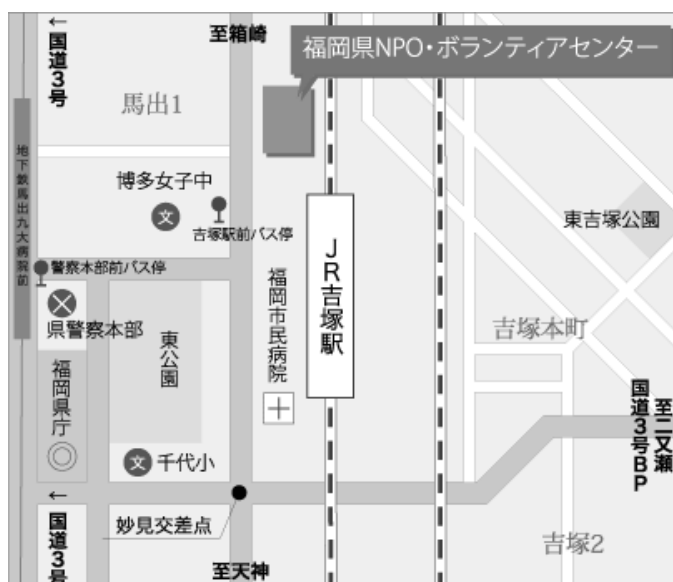 ←
国道3号
至箱崎
福岡県NPO・ボランティアセンター
馬出1
地下鉄馬出九大病院前
博多女子中
文
吉塚駅前バス停
東吉塚公園
警察本部前バス停
JR吉塚駅
福岡市民病院
県警察本部
東公園
吉塚本町
福岡県庁
至二又瀬
国道3号BP
文
千代小
←
国道3号
妙見交差点
吉塚2
至天神